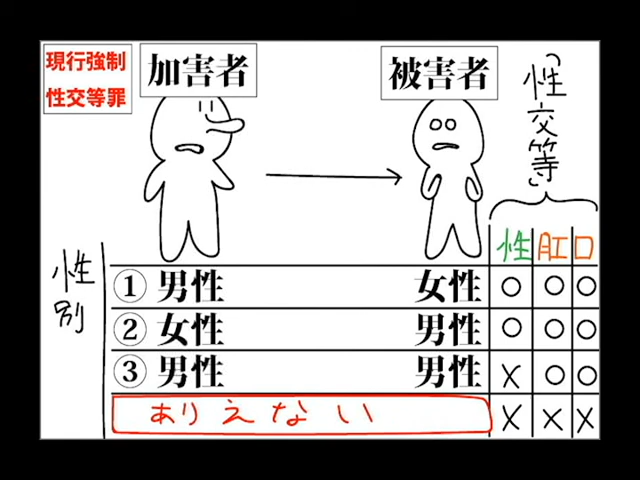 現行強制
性交等罪
加害者
被害者
「性交等」
性 肛 口
性別
① 男性 女性 ○ ○ ○
② 女性 男性 ○ ○ ○
③ 男性 男性 × ○ ○
ありえない × × ×